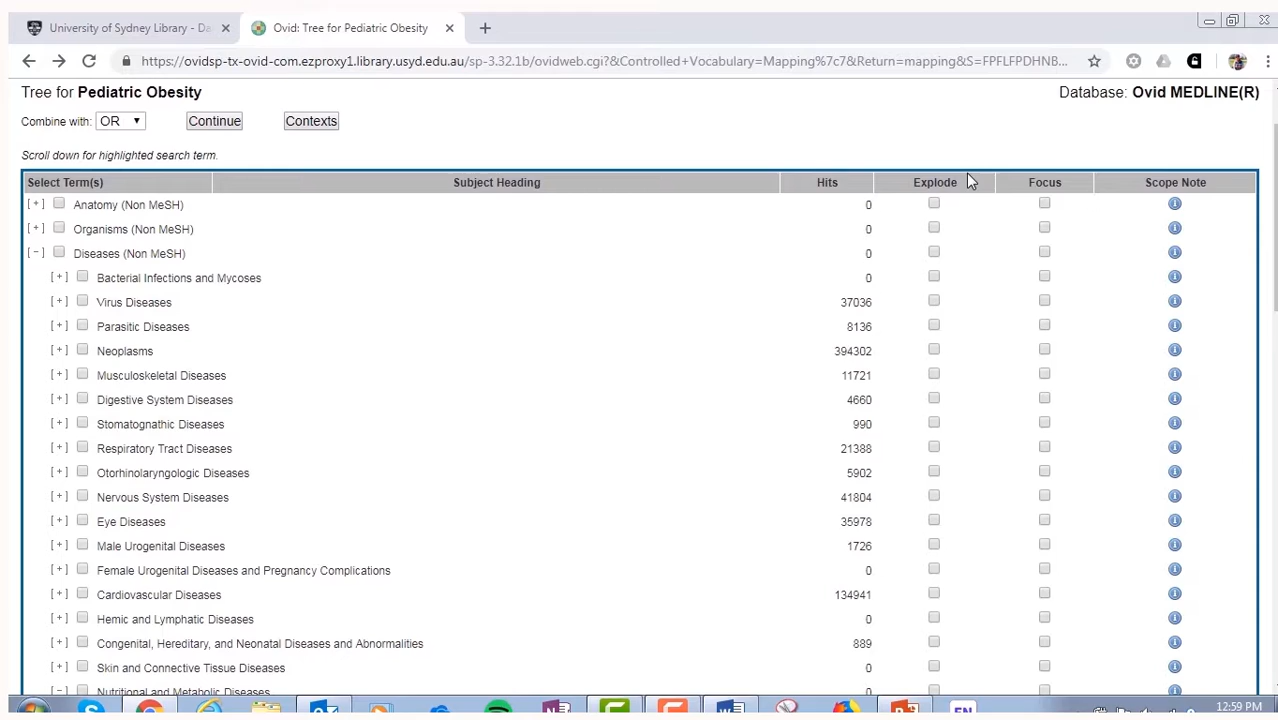 University of Sydney Library - Da
Ovid: Tree for Pediatric Obesity
https://ovidsp-tx-ovid-com.ezproxy1.library.usyd.edu.au/sp-3.32.1b/ovidweb.cgi?&Controlled+Vocabulary=Mapping%7c7&Return=mapping&S=FPFLFPDHNB...
Tree for Pediatric Obesity Database: Ovid MEDLINE(R)
Combine with: OR Continue Contexts
Scroll down for highlighted search term.
Select Term(s) Subject Heading Hits Explode Focus Scope Note
[+] Anatomy (Non MeSH) 0
[+] Organisms (Non MeSH) 0
[−] Diseases (Non MeSH) 0
[+] Bacterial Infections and Mycoses 0
[+] Virus Diseases 37036
[+] Parasitic Diseases 8136
[+] Neoplasms 394302
[+] Musculoskeletal Diseases 11721
[+] Digestive System Diseases 4660
[+] Stomatognathic Diseases 990
[+] Respiratory Tract Diseases 21388
[+] Otorhinolaryngologic Diseases 5902
[+] Nervous System Diseases 41804
[+] Eye Diseases 35978
[+] Male Urogenital Diseases 1726
[+] Female Urogenital Diseases and Pregnancy Complications 0
[+] Cardiovascular Diseases 134941
[+] Hemic and Lymphatic Diseases 0
[+] Congenital, Hereditary, and Neonatal Diseases and Abnormalities 889
[+] Skin and Connective Tissue Diseases 0
[−] Nutritional and Metabolic Diseases 0
12:59 PM